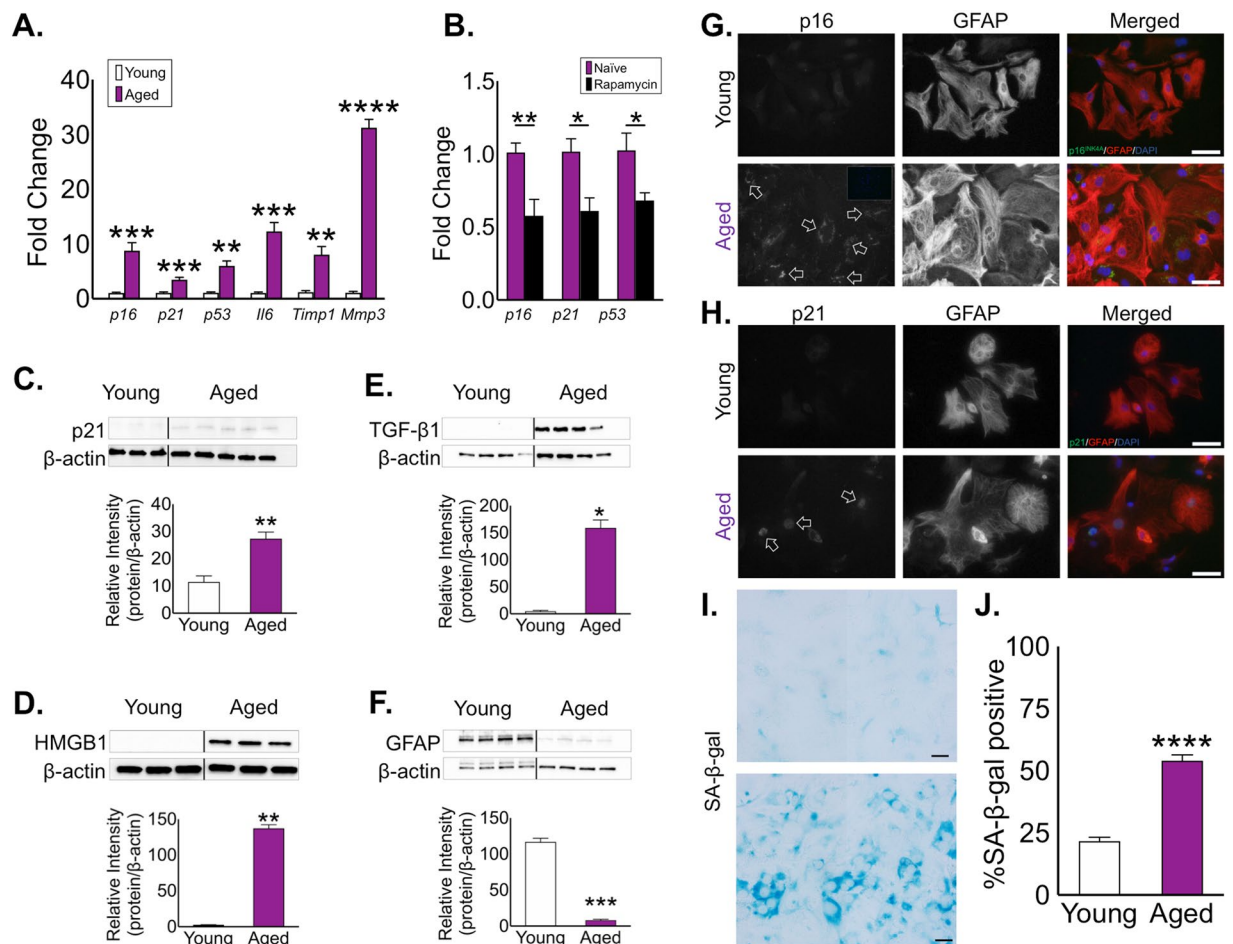 A.
Young
Aged
Fold Change
40
30
20
10
0
***
***
**
***
**
****
p16 p21 p53 Il6 Timp1 Mmp3
B.
Naïve
Rapamycin
Fold Change
1.5
1.0
0.5
0.0
** * *
p16 p21 p53
C.
Young Aged
p21
β-actin
Relative Intensity
(protein/β-actin)
40
30
20
10
0
**
Young Aged
E.
Young Aged
TGF-β1
β-actin
Relative Intensity
(protein/β-actin)
200
150
100
50
0
*
Young Aged
D.
Young Aged
HMGB1
β-actin
Relative Intensity
(protein/β-actin)
150
100
50
0
**
Young Aged
F.
Young Aged
GFAP
β-actin
Relative Intensity
(protein/β-actin)
150
100
50
0
***
Young Aged
G.
p16 GFAP Merged
Young
p16INK4A/GFAP/DAPI
Aged
H.
p21 GFAP Merged
Young
p21/GFAP/DAPI
Aged
I.
SA-β-gal
J.
%SA-β-gal positive
100
75
50
25
0
****
Young Aged